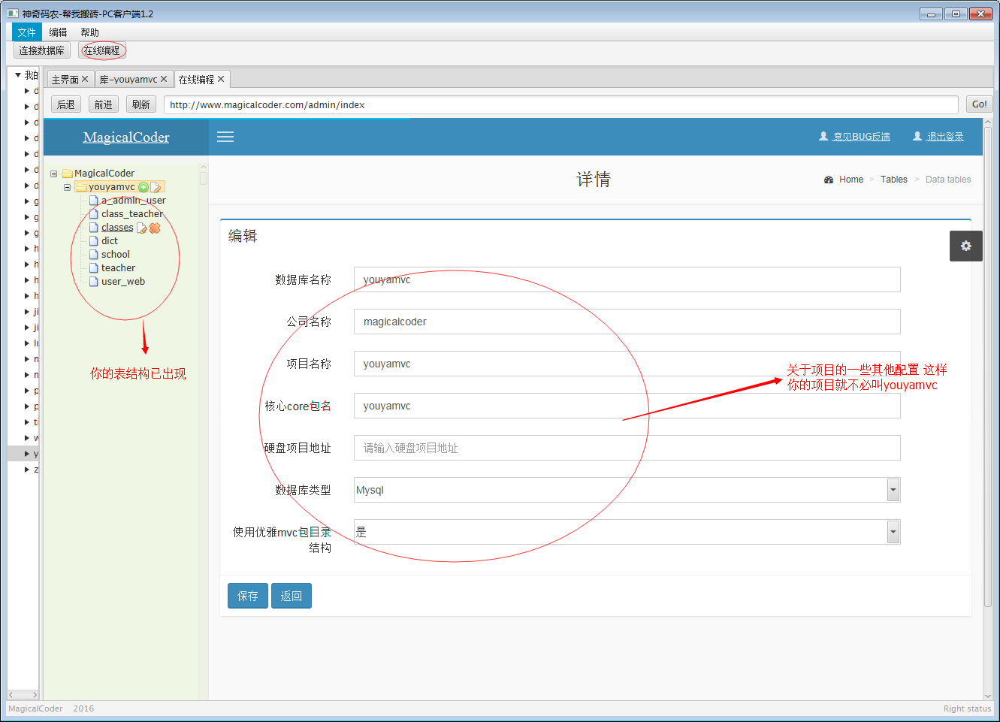 神奇码农-帮我搬砖-PC客户端1.2
文件 编辑 帮助
连接数据库 在线编程
主界面 库-youyamvc 在线编程
后退 前进 刷新 http://www.magicalcoder.com/admin/index Go!
MagicalCoder
意见BUG反馈 退出登录
MagicalCoder
youyamvc
a_admin_user
class_teacher
classes
dict
school
teacher
user_web
你的表结构已出现
详情
Home > Tables > Data tables
编辑
数据库名称 youyamvc
公司名称 magicalcoder
项目名称 youyamvc
关于项目的一些其他配置 这样
你的项目就不必叫youyamvc
核心core包名 youyamvc
硬盘项目地址 请输入硬盘项目地址
数据库类型 Mysql
使用优雅mvc包目录 是
结构
保存 返回
MagicalCoder 2016 Right status